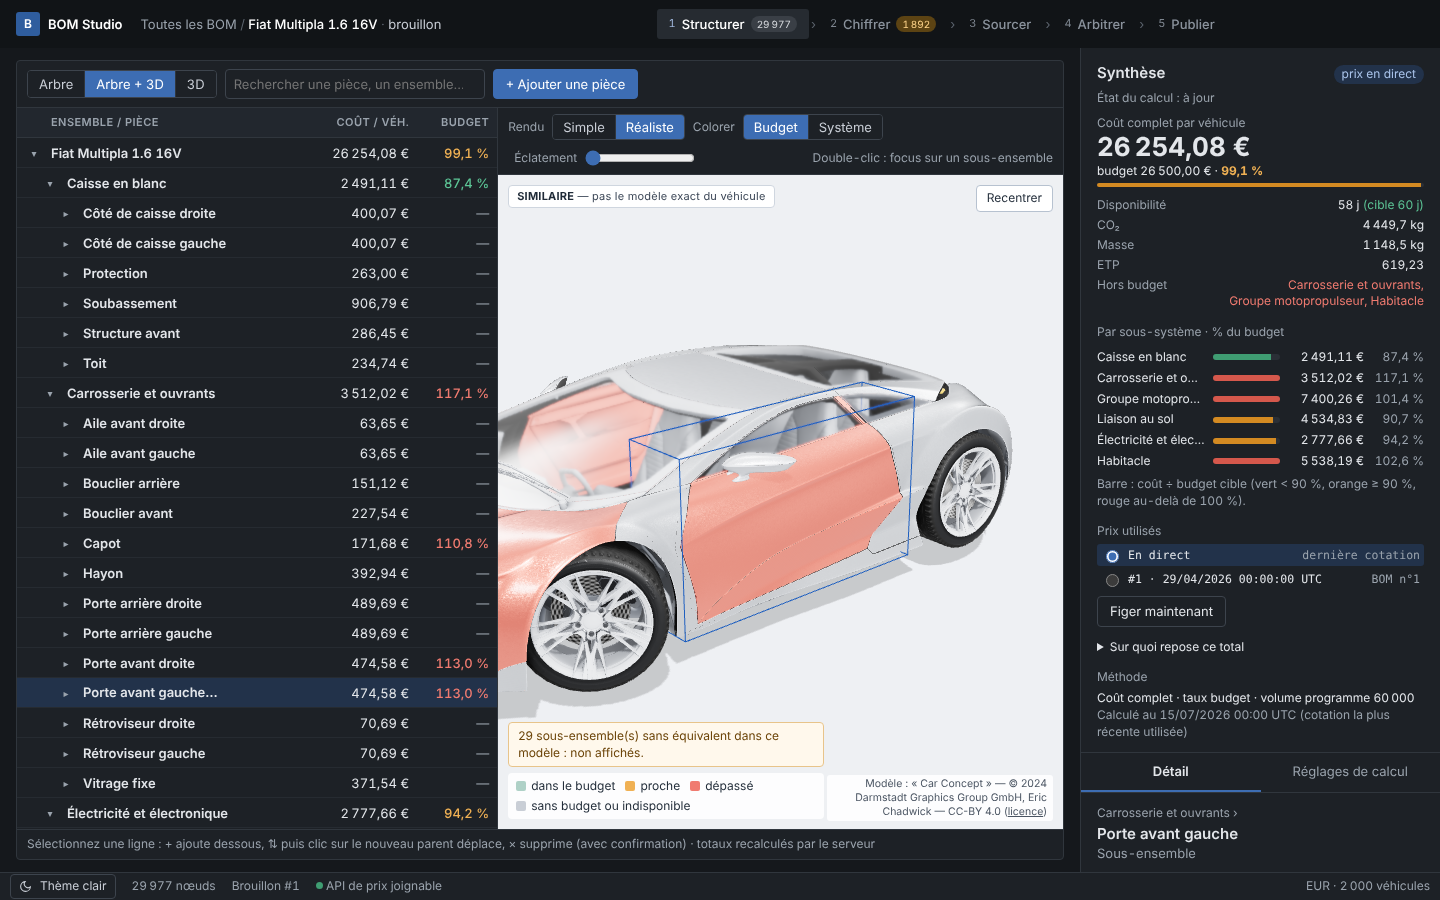 B BOM Studio Toutes les BOM / Fiat Multipla 1.6 16V · brouillon
1 Structurer 29 977 › 2 Chiffrer 1 892 › 3 Sourcer › 4 Arbitrer › 5 Publier
Arbre Arbre + 3D 3D Rechercher une pièce, un ensemble... + Ajouter une pièce
ENSEMBLE / PIÈCE COÛT / VÉH. BUDGET
▾ Fiat Multipla 1.6 16V 26 254,08 € 99,1 %
▾ Caisse en blanc 2 491,11 € 87,4 %
▸ Côté de caisse droite 400,07 € —
▸ Côté de caisse gauche 400,07 € —
▸ Protection 263,00 € —
▸ Soubassement 906,79 € —
▸ Structure avant 286,45 € —
▸ Toit 234,74 € —
▾ Carrosserie et ouvrants 3 512,02 € 117,1 %
▸ Aile avant droite 63,65 € —
▸ Aile avant gauche 63,65 € —
▸ Bouclier arrière 151,12 € —
▸ Bouclier avant 227,54 € —
▸ Capot 171,68 € 110,8 %
▸ Hayon 392,94 € —
▸ Porte arrière droite 489,69 € —
▸ Porte arrière gauche 489,69 € —
▸ Porte avant droite 474,58 € 113,0 %
▸ Porte avant gauche... 474,58 € 113,0 %
▸ Rétroviseur droite 70,69 € —
▸ Rétroviseur gauche 70,69 € —
▸ Vitrage fixe 371,54 € —
▾ Électricité et électronique 2 777,66 € 94,2 %
Rendu Simple Réaliste Colorer Budget Système
Éclatement Double-clic : focus sur un sous-ensemble
SIMILAIRE — pas le modèle exact du véhicule
Recentrer
29 sous-ensemble(s) sans équivalent dans ce
modèle : non affichés.
dans le budget proche dépassé
sans budget ou indisponible
Modèle : « Car Concept » — © 2024
Darmstadt Graphics Group GmbH, Eric
Chadwick — CC-BY 4.0 (licence)
Sélectionnez une ligne : + ajoute dessous, ⇅ puis clic sur le nouveau parent déplace, × supprime (avec confirmation) · totaux recalculés par le serveur
Synthèse prix en direct
État du calcul : à jour
Coût complet par véhicule
26 254,08 €
budget 26 500,00 € · 99,1 %
Disponibilité 58 j (cible 60 j)
CO₂ 4 449,7 kg
Masse 1 148,5 kg
ETP 619,23
Hors budget Carrosserie et ouvrants,
Groupe motopropulseur, Habitacle
Par sous-système · % du budget
Caisse en blanc 2 491,11 € 87,4 %
Carrosserie et o... 3 512,02 € 117,1 %
Groupe motopro... 7 400,26 € 101,4 %
Liaison au sol 4 534,83 € 90,7 %
Électricité et élec... 2 777,66 € 94,2 %
Habitacle 5 538,19 € 102,6 %
Barre : coût ÷ budget cible (vert < 90 %, orange ≥ 90 %,
rouge au-delà de 100 %).
Prix utilisés
En direct dernière cotation
#1 · 29/04/2026 00:00:00 UTC BOM n°1
Figer maintenant
▶ Sur quoi repose ce total
Méthode
Coût complet · taux budget · volume programme 60 000
Calculé au 15/07/2026 00:00 UTC (cotation la plus
récente utilisée)
Détail Réglages de calcul
Carrosserie et ouvrants ›
Porte avant gauche
Sous-ensemble
Thème clair 29 977 nœuds Brouillon #1 API de prix joignable EUR · 2 000 véhicules